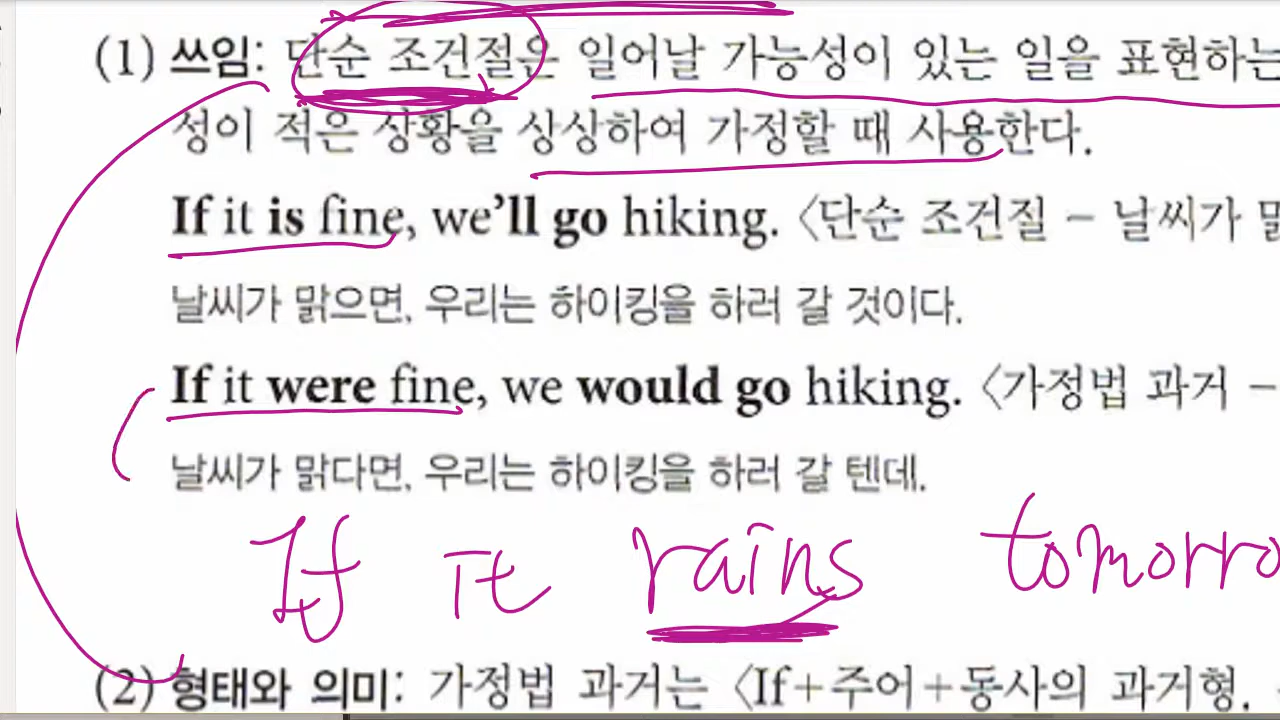 (1) 쓰임: 단순 조건절은 일어날 가능성이 있는 일을 표현하는
성이 적은 상황을 상상하여 가정할 때 사용한다.
If it is fine, we’ll go hiking. 〈단순 조건절 – 날씨가 맑
날씨가 맑으면, 우리는 하이킹을 하러 갈 것이다.
If it were fine, we would go hiking. 〈가정법 과거 –
날씨가 맑다면, 우리는 하이킹을 하러 갈 텐데.
If it rains tomorro
(2) 형태와 의미: 가정법 과거는 〈If+주어+동사의 과거형,